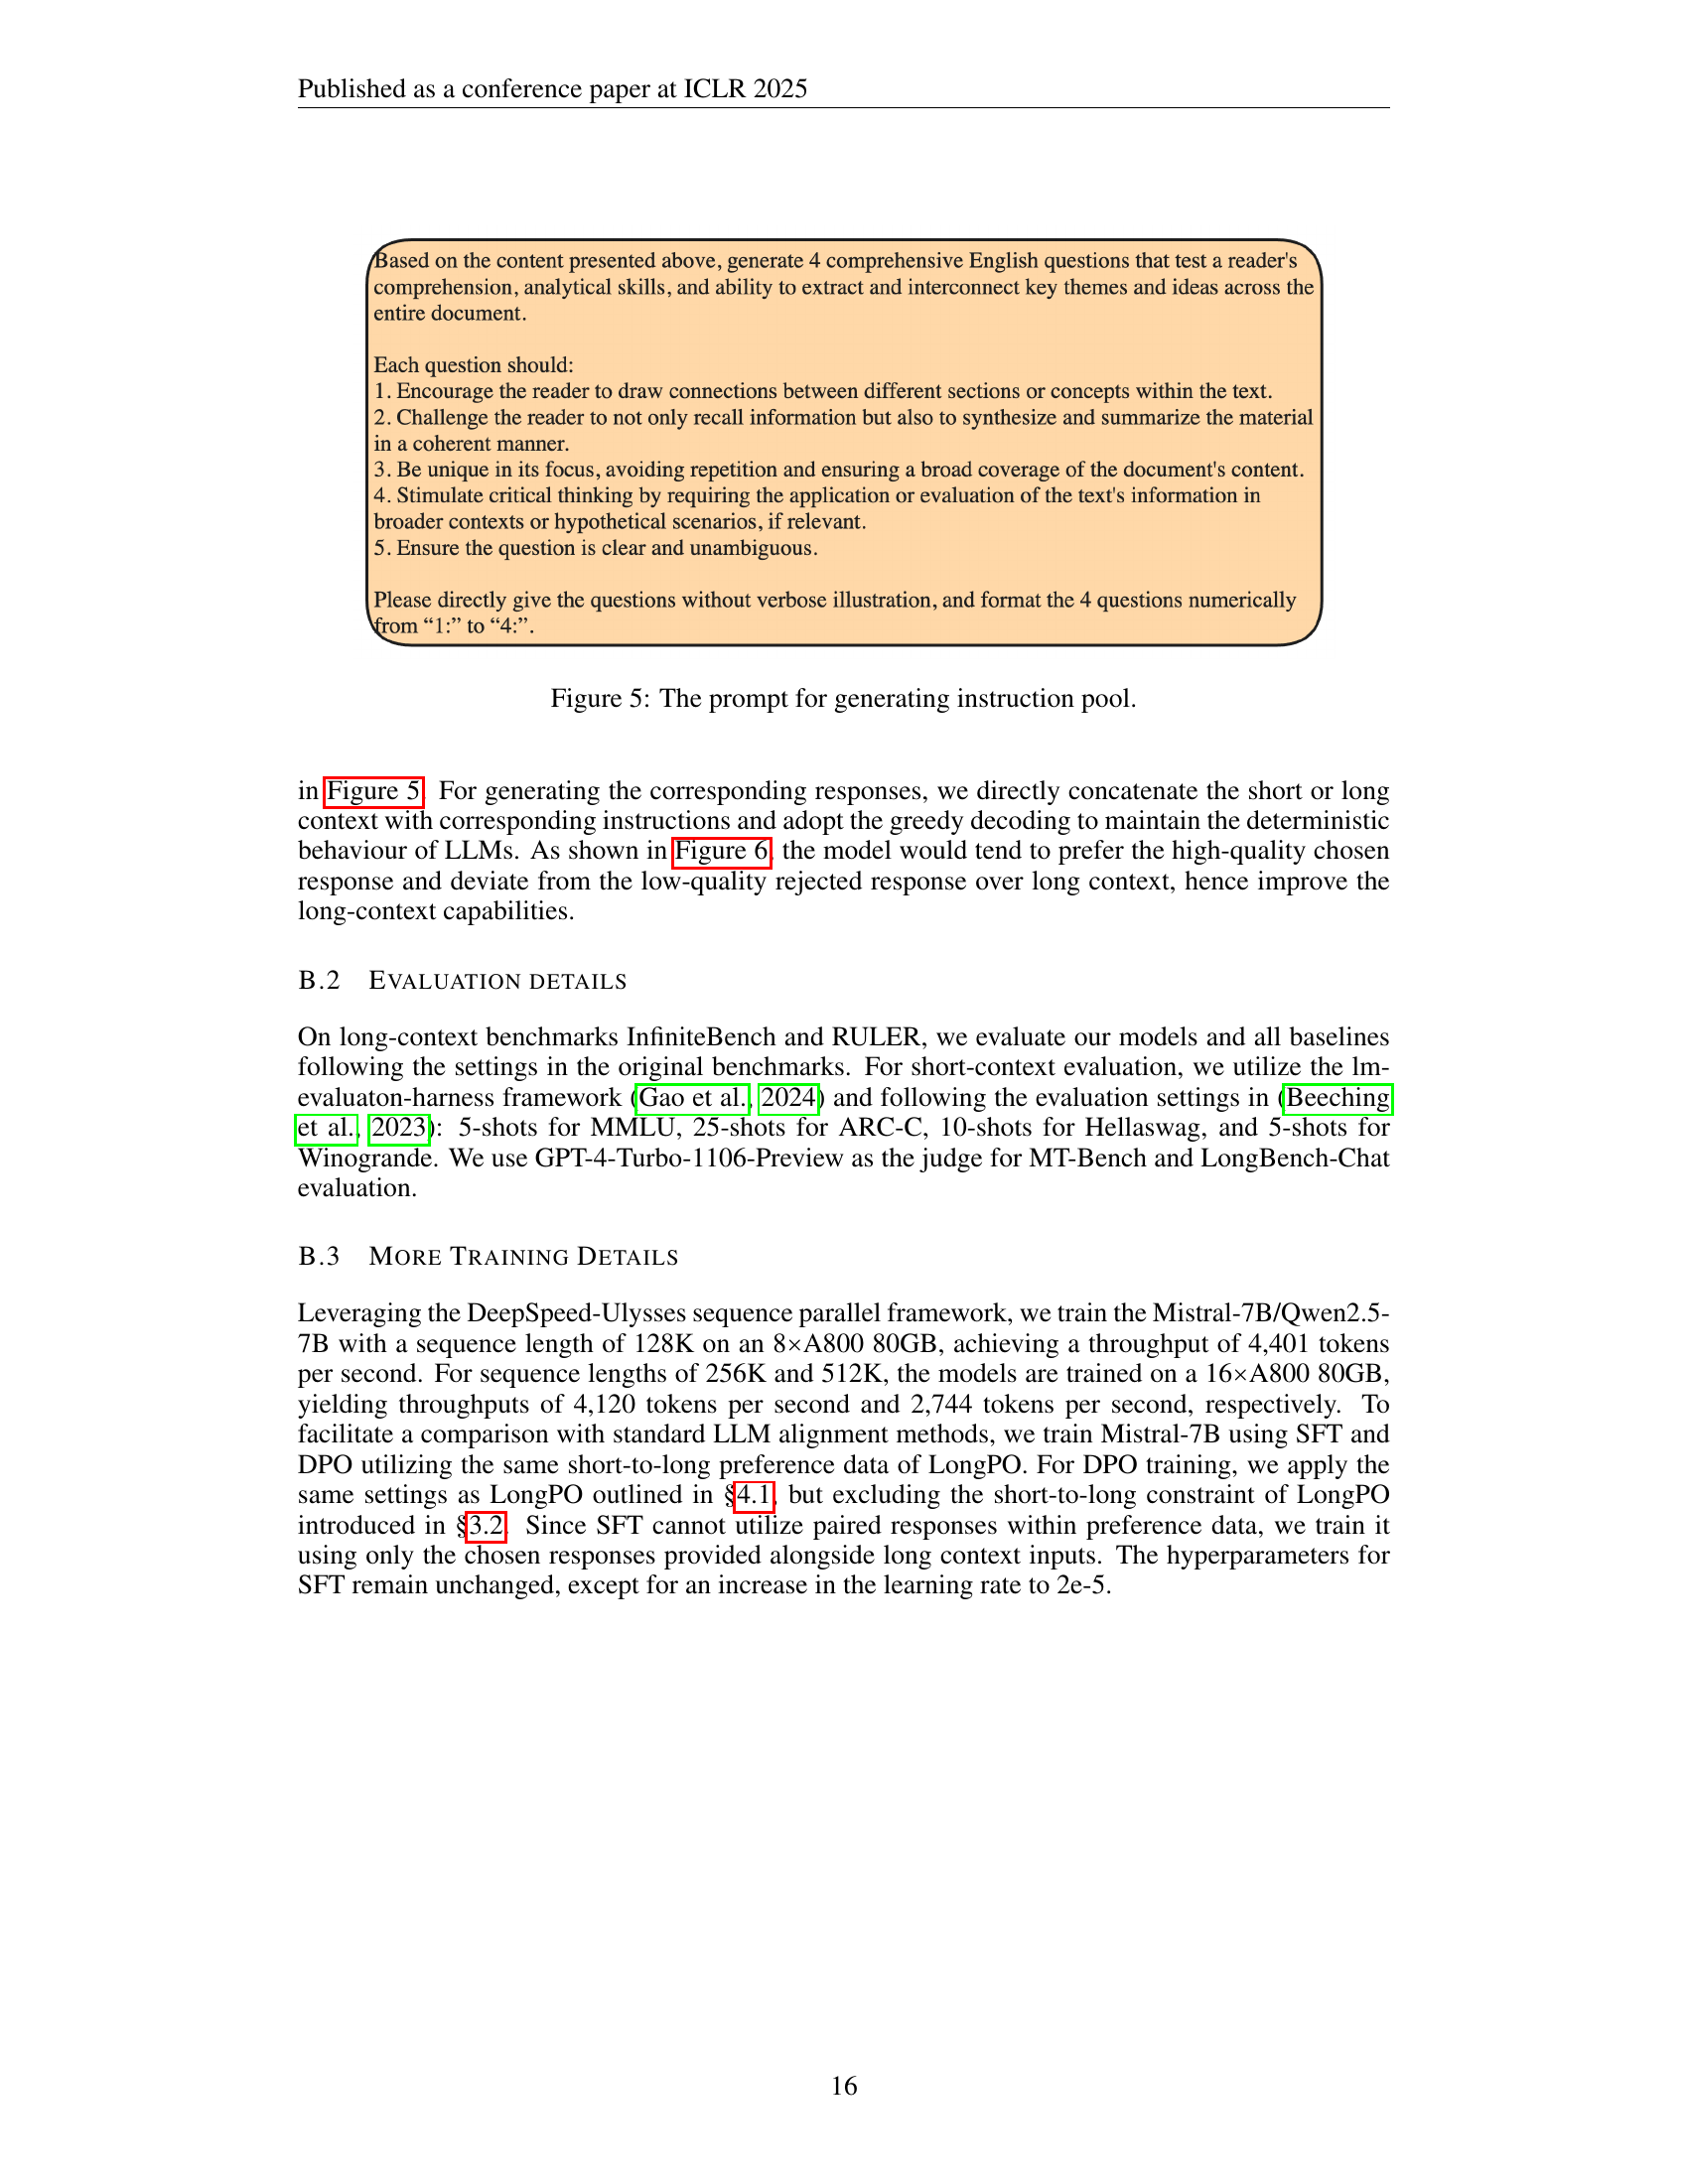 Published as a conference paper at ICLR 2025
Based on the content presented above, generate 4 comprehensive English questions that test a reader's
comprehension, analytical skills, and ability to extract and interconnect key themes and ideas across the
entire document.
Each question should:
1. Encourage the reader to draw connections between different sections or concepts within the text.
2. Challenge the reader to not only recall information but also to synthesize and summarize the material
in a coherent manner.
3. Be unique in its focus, avoiding repetition and ensuring a broad coverage of the document's content.
4. Stimulate critical thinking by requiring the application or evaluation of the text's information in
broader contexts or hypothetical scenarios, if relevant.
5. Ensure the question is clear and unambiguous.
Please directly give the questions without verbose illustration, and format the 4 questions numerically
from “1:” to “4:”.
Figure 5: The prompt for generating instruction pool.
in Figure 5. For generating the corresponding responses, we directly concatenate the short or long
context with corresponding instructions and adopt the greedy decoding to maintain the deterministic
behaviour of LLMs. As shown in Figure 6, the model would tend to prefer the high-quality chosen
response and deviate from the low-quality rejected response over long context, hence improve the
long-context capabilities.
B.2 EVALUATION DETAILS
On long-context benchmarks InfiniteBench and RULER, we evaluate our models and all baselines
following the settings in the original benchmarks. For short-context evaluation, we utilize the lm-
evaluaton-harness framework (Gao et al., 2024) and following the evaluation settings in (Beeching
et al., 2023): 5-shots for MMLU, 25-shots for ARC-C, 10-shots for Hellaswag, and 5-shots for
Winogrande. We use GPT-4-Turbo-1106-Preview as the judge for MT-Bench and LongBench-Chat
evaluation.
B.3 MORE TRAINING DETAILS
Leveraging the DeepSpeed-Ulysses sequence parallel framework, we train the Mistral-7B/Qwen2.5-
7B with a sequence length of 128K on an 8×A800 80GB, achieving a throughput of 4,401 tokens
per second. For sequence lengths of 256K and 512K, the models are trained on a 16×A800 80GB,
yielding throughputs of 4,120 tokens per second and 2,744 tokens per second, respectively. To
facilitate a comparison with standard LLM alignment methods, we train Mistral-7B using SFT and
DPO utilizing the same short-to-long preference data of LongPO. For DPO training, we apply the
same settings as LongPO outlined in §4.1, but excluding the short-to-long constraint of LongPO
introduced in §3.2. Since SFT cannot utilize paired responses within preference data, we train it
using only the chosen responses provided alongside long context inputs. The hyperparameters for
SFT remain unchanged, except for an increase in the learning rate to 2e-5.
16